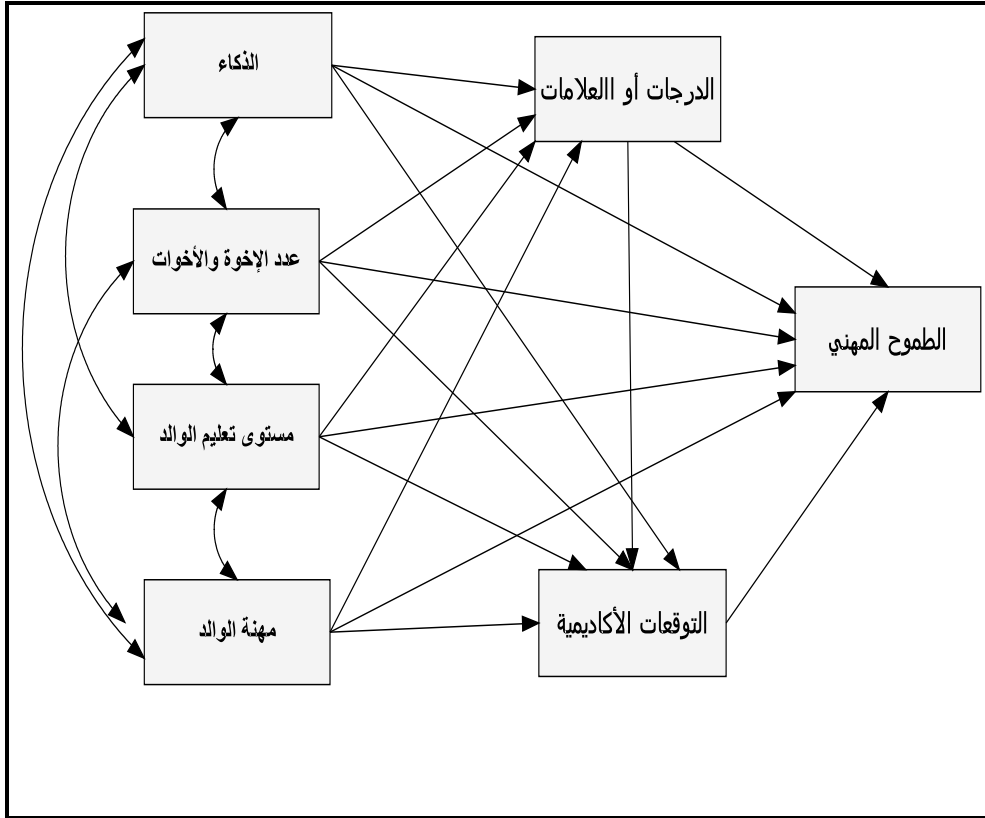 الذكاء
الدرجات أو االعلامات
عدد الإخوة والأخوات
الطموح المهني
مستوى تعليم الوالد
مهنة الوالد
التوقعات الأكاديمية